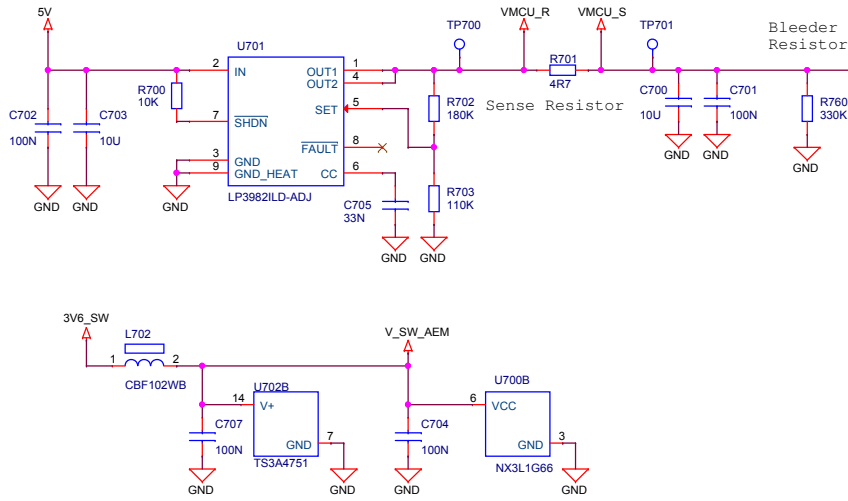 5V
TP700
VMCU_R
VMCU_S
TP701
Bleeder
Resistor
U701
2
IN
OUT1
1
OUT2
4
R701
4R7
R700
10K
C702
100N
C703
10U
SET
5
R702
180K
Sense Resistor
C700
10U
C701
100N
R760
330K
7
SHDN
FAULT
8
3
GND
9
GND_HEAT
CC
6
GND
GND
GND
LP3982ILD-ADJ
C705
33N
R703
110K
GND
GND
GND
GND
GND
GND
3V6_SW
L702
1
2
CBF102WB
V_SW_AEM
U702B
14
V+
C707
100N
GND
7
TS3A4751
U700B
6
VCC
C704
100N
GND
3
NX3L1G66
GND
GND
GND
GND